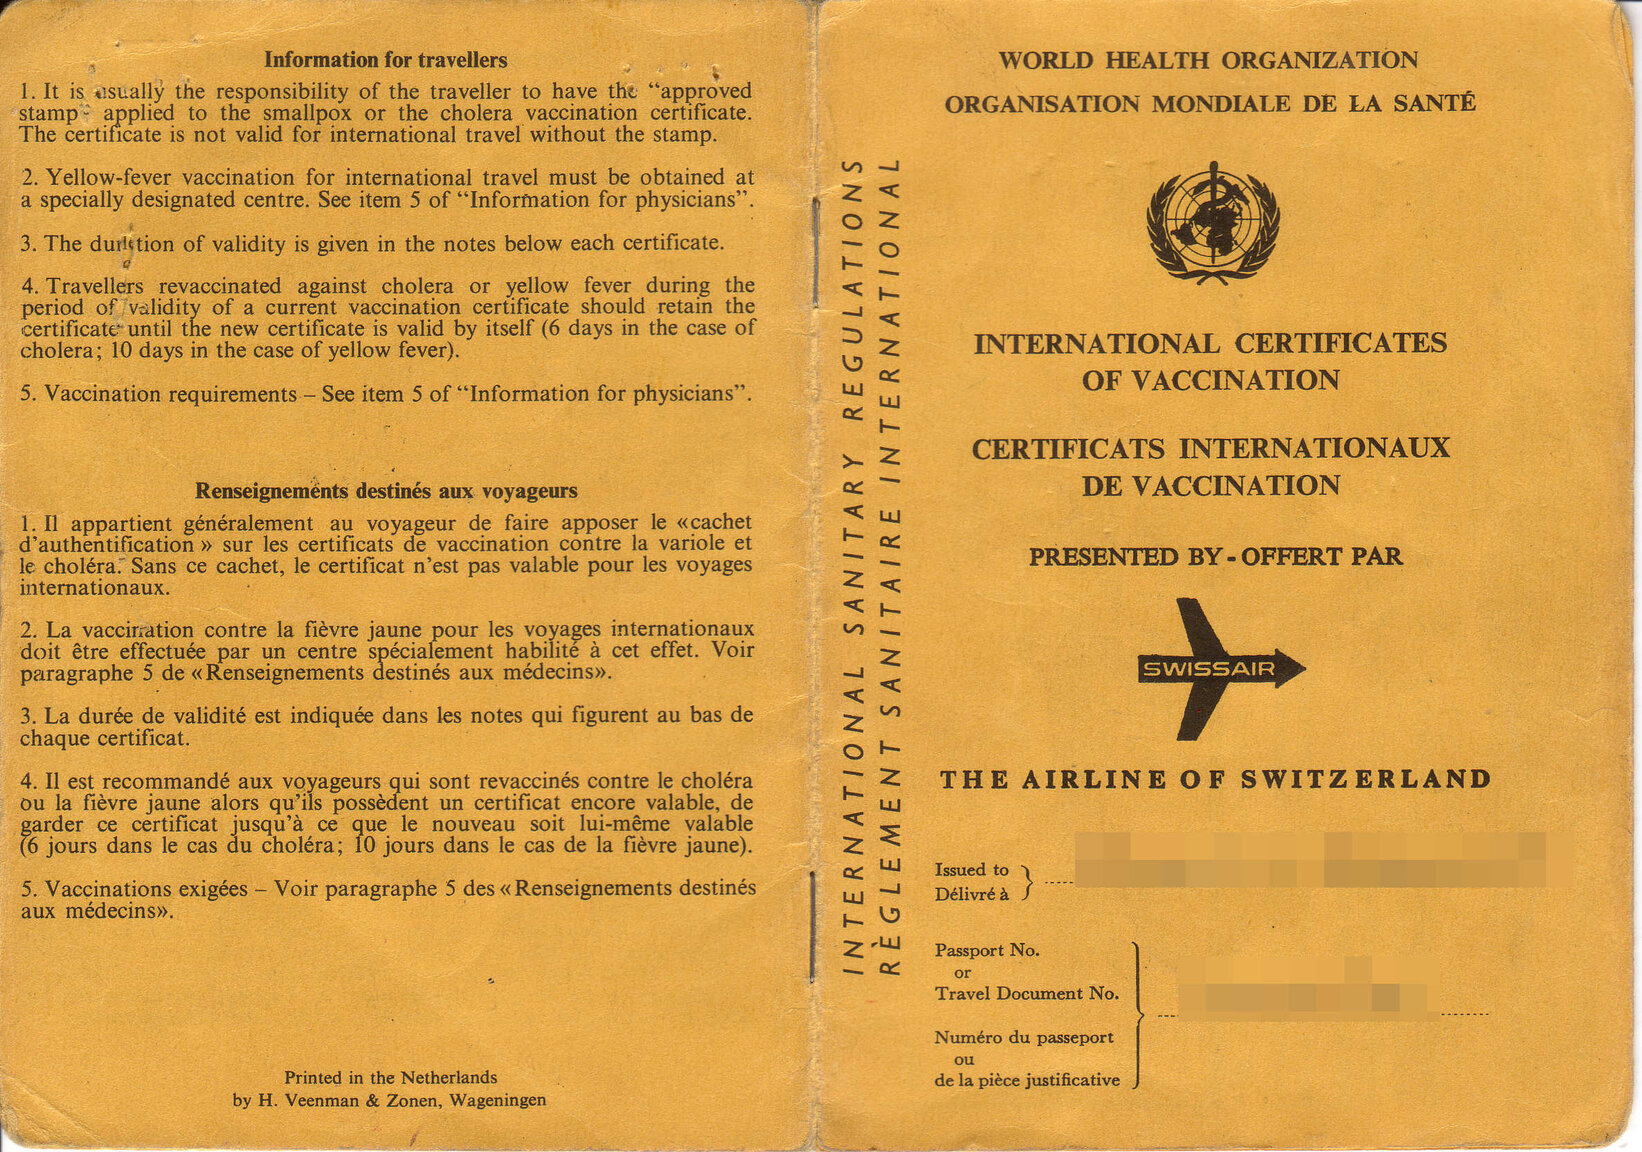 Information for travellers
1. It is usually the responsibility of the traveller to have the “approved
stamp” applied to the smallpox or the cholera vaccination certificate.
The certificate is not valid for international travel without the stamp.
2. Yellow-fever vaccination for international travel must be obtained at
a specially designated centre. See item 5 of “Information for physicians”.
3. The duration of validity is given in the notes below each certificate.
4. Travellers revaccinated against cholera or yellow fever during the
period of validity of a current vaccination certificate should retain the
certificate until the new certificate is valid by itself (6 days in the case of
cholera; 10 days in the case of yellow fever).
5. Vaccination requirements – See item 5 of “Information for physicians”.
Renseignements destinés aux voyageurs
1. Il appartient généralement au voyageur de faire apposer le «cachet
d’authentification» sur les certificats de vaccination contre la variole et
le choléra. Sans ce cachet, le certificat n’est pas valable pour les voyages
internationaux.
2. La vaccination contre la fièvre jaune pour les voyages internationaux
doit être effectuée par un centre spécialement habilité à cet effet. Voir
paragraphe 5 de «Renseignements destinés aux médecins».
3. La durée de validité est indiquée dans les notes qui figurent au bas de
chaque certificat.
4. Il est recommandé aux voyageurs qui sont revaccinés contre le choléra
ou la fièvre jaune alors qu’ils possèdent un certificat encore valable, de
garder ce certificat jusqu’à ce que le nouveau soit lui-même valable
(6 jours dans le cas du choléra; 10 jours dans le cas de la fièvre jaune).
5. Vaccinations exigées – Voir paragraphe 5 des «Renseignements destinés
aux médecins».
Printed in the Netherlands
by H. Veenman & Zonen, Wageningen
INTERNATIONAL SANITARY REGULATIONS
RÈGLEMENT SANITAIRE INTERNATIONAL
WORLD HEALTH ORGANIZATION
ORGANISATION MONDIALE DE LA SANTÉ
INTERNATIONAL CERTIFICATES
OF VACCINATION
CERTIFICATS INTERNATIONAUX
DE VACCINATION
PRESENTED BY - OFFERT PAR
SWISSAIR
THE AIRLINE OF SWITZERLAND
Issued to
Délivré à
Passport No.
or
Travel Document No.
Numéro du passeport
ou
de la pièce justificative